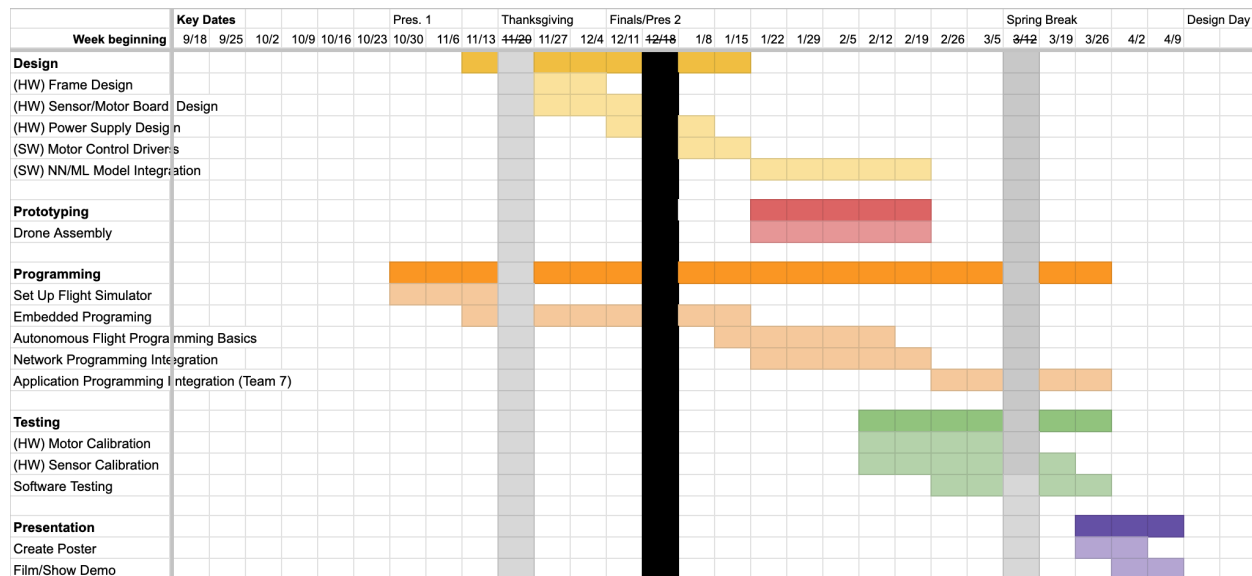 Key Dates Pres. 1 Thanksgiving Finals/Pres 2 Spring Break Design Day
Week beginning 9/18 9/25 10/2 10/9 10/16 10/23 10/30 11/6 11/13 11/20 11/27 12/4 12/11 12/18 1/8 1/15 1/22 1/29 2/5 2/12 2/19 2/26 3/5 3/12 3/19 3/26 4/2 4/9
Design
(HW) Frame Design
(HW) Sensor/Motor Board Design
(HW) Power Supply Design
(SW) Motor Control Drivers
(SW) NN/ML Model Integration
Prototyping
Drone Assembly
Programming
Set Up Flight Simulator
Embedded Programing
Autonomous Flight Programming Basics
Network Programming Integration
Application Programming Integration (Team 7)
Testing
(HW) Motor Calibration
(HW) Sensor Calibration
Software Testing
Presentation
Create Poster
Film/Show Demo